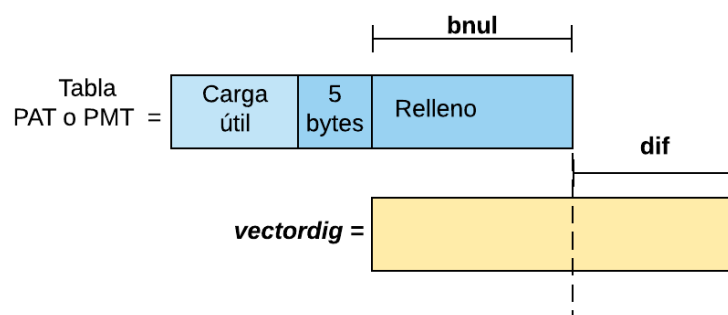 bnul
Tabla
PAT o PMT =
Carga
útil
5
bytes
Relleno
dif
vectordig =